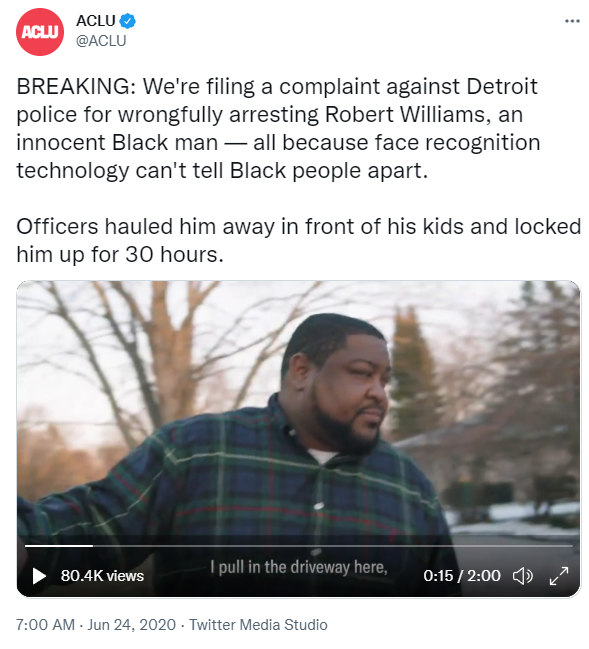 ACLU
ACLU
@ACLU
BREAKING: We're filing a complaint against Detroit
police for wrongfully arresting Robert Williams, an
innocent Black man — all because face recognition
technology can't tell Black people apart.
Officers hauled him away in front of his kids and locked
him up for 30 hours.
I pull in the driveway here,
80.4K views
0:15 / 2:00
7:00 AM · Jun 24, 2020 · Twitter Media Studio